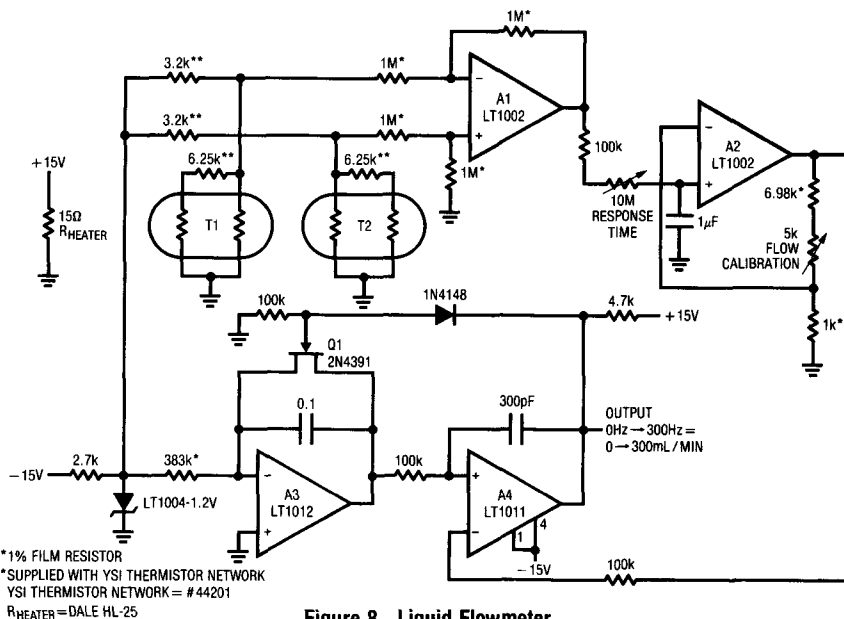 1M*
3.2k**
1M*
A1
LT1002
3.2k**
1M*
A2
LT1002
100k
+15V
6.25k**
6.25k**
1M*
6.98k*
15Ω
RHEATER
T1
T2
10M
RESPONSE
TIME
1µF
5k
FLOW
CALIBRATION
100k
1N4148
4.7k
+15V
1k*
Q1
2N4391
300pF
0.1
OUTPUT
0Hz→300Hz=
0→300mL/MIN
-15V
2.7k
383k*
100k
A3
LT1012
A4
LT1011
1
4
LT1004-1.2V
-15V
100k
*1% FILM RESISTOR
*SUPPLIED WITH YSI THERMISTOR NETWORK
YSI THERMISTOR NETWORK = #44201
RHEATER=DALE HL-25
Figure 8. Liquid Flowmeter